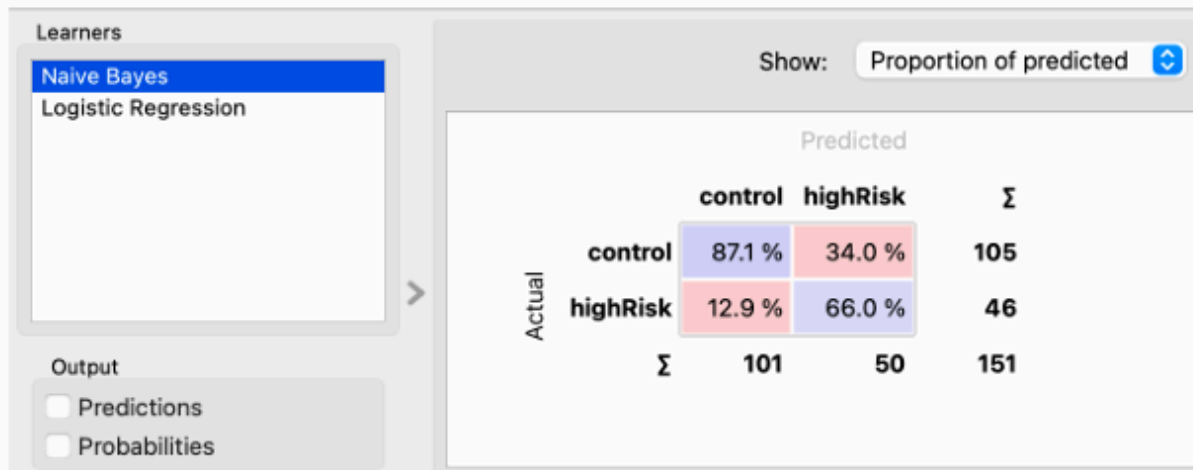 Learners
Naive Bayes
Logistic Regression
Output
Predictions
Probabilities
Show: Proportion of predicted
Predicted
control highRisk Σ
Actual
control 87.1 % 34.0 % 105
highRisk 12.9 % 66.0 % 46
Σ 101 50 151